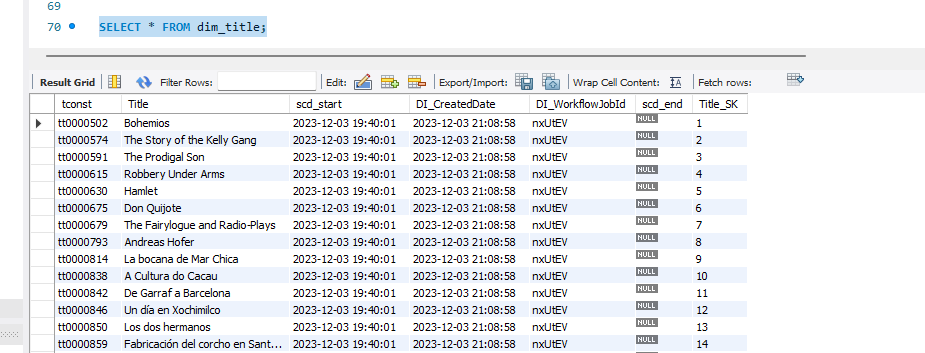 69
70 SELECT * FROM dim_title;
Result Grid Filter Rows: Edit: Export/Import: Wrap Cell Content: IA Fetch rows:
tconst Title scd_start DI_CreatedDate DI_WorkflowJobId scd_end Title_SK
tt0000502 Bohemios 2023-12-03 19:40:01 2023-12-03 21:08:58 nxUtEV NULL 1
tt0000574 The Story of the Kelly Gang 2023-12-03 19:40:01 2023-12-03 21:08:58 nxUtEV NULL 2
tt0000591 The Prodigal Son 2023-12-03 19:40:01 2023-12-03 21:08:58 nxUtEV NULL 3
tt0000615 Robbery Under Arms 2023-12-03 19:40:01 2023-12-03 21:08:58 nxUtEV NULL 4
tt0000630 Hamlet 2023-12-03 19:40:01 2023-12-03 21:08:58 nxUtEV NULL 5
tt0000675 Don Quijote 2023-12-03 19:40:01 2023-12-03 21:08:58 nxUtEV NULL 6
tt0000679 The Fairylogue and Radio-Plays 2023-12-03 19:40:01 2023-12-03 21:08:58 nxUtEV NULL 7
tt0000793 Andreas Hofer 2023-12-03 19:40:01 2023-12-03 21:08:58 nxUtEV NULL 8
tt0000814 La bocana de Mar Chica 2023-12-03 19:40:01 2023-12-03 21:08:58 nxUtEV NULL 9
tt0000838 A Cultura do Cacau 2023-12-03 19:40:01 2023-12-03 21:08:58 nxUtEV NULL 10
tt0000842 De Garraf a Barcelona 2023-12-03 19:40:01 2023-12-03 21:08:58 nxUtEV NULL 11
tt0000846 Un día en Xochimilco 2023-12-03 19:40:01 2023-12-03 21:08:58 nxUtEV NULL 12
tt0000850 Los dos hermanos 2023-12-03 19:40:01 2023-12-03 21:08:58 nxUtEV NULL 13
tt0000859 Fabricación del corcho en Sant... 2023-12-03 19:40:01 2023-12-03 21:08:58 nxUtEV NULL 14